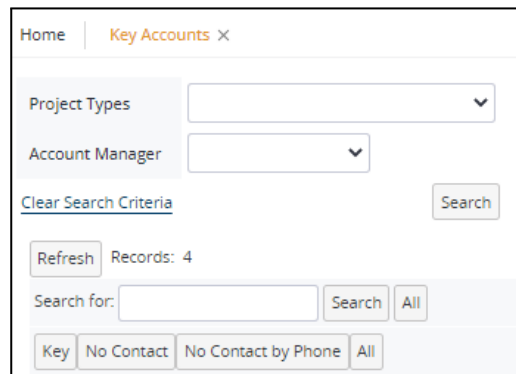 Home Key Accounts ×
Project Types
Account Manager
Clear Search Criteria Search
Refresh Records: 4
Search for: Search All
Key No Contact No Contact by Phone All